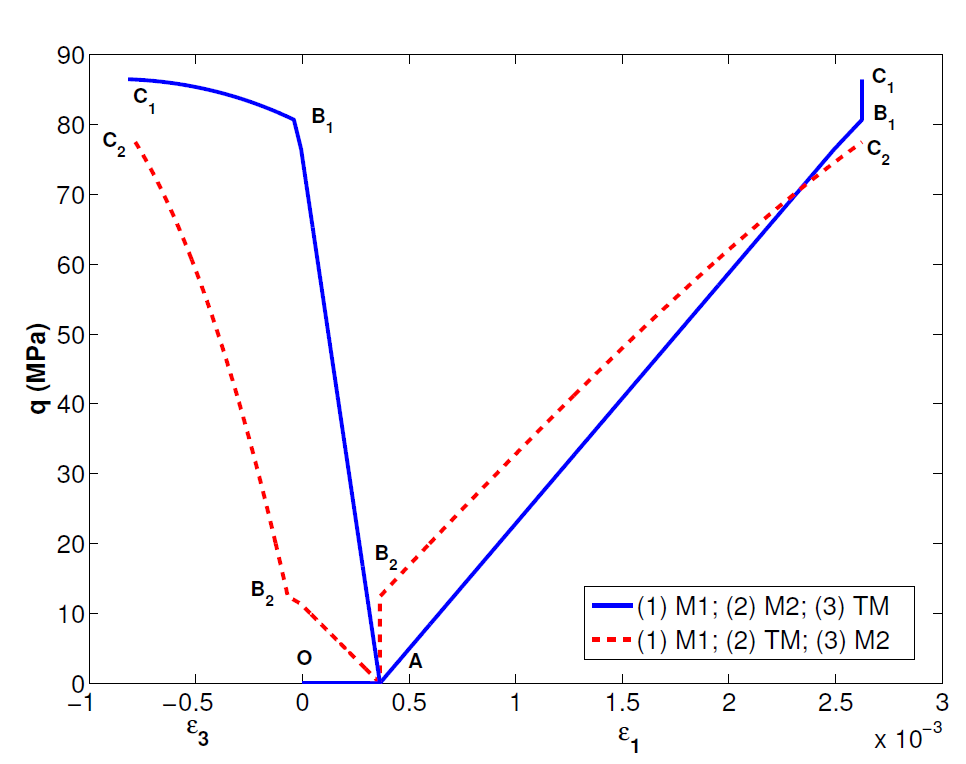 90
C₁
C₁
80
B₁
B₁
C₂
C₂
70
60
50
q (MPa)
40
30
20
B₂
B₂
10
(1) M1; (2) M2; (3) TM
(1) M1; (2) TM; (3) M2
O
A
0
−1 −0.5 0 0.5 1 1.5 2 2.5 3
ε₃
ε₁
x 10⁻³